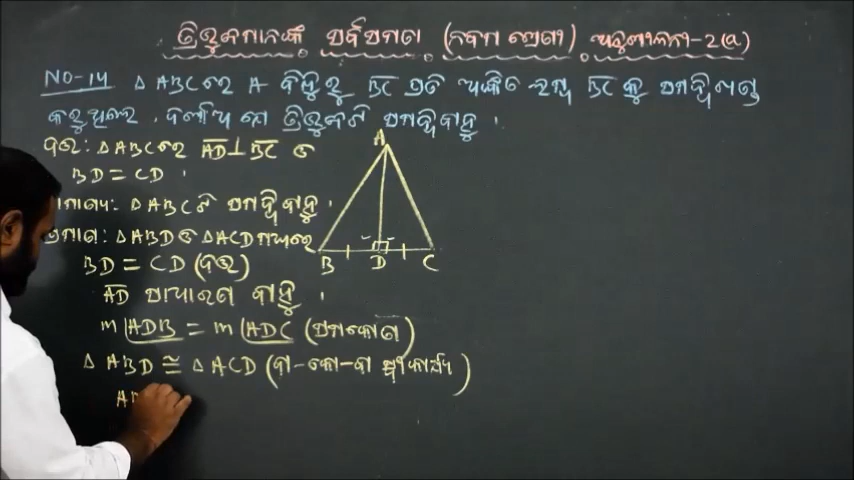 ତ୍ରିଭୁଜମାନଙ୍କ ସର୍ବସମତା (ନବମ ଶ୍ରେଣୀ) ଅନୁଶୀଳନୀ-2(a)
NO-14 Δ ABCରେ A ବିନ୍ଦୁରୁ BC ପ୍ରତି ଅଙ୍କିତ ଲମ୍ବ BC କୁ ସମଦ୍ୱିଖଣ୍ଡ
କରୁଥିଲେ, ଦର୍ଶାଅ ଯେ ତ୍ରିଭୁଜଟି ସମଦ୍ୱିବାହୁ ।
ଦତ୍ତ: Δ ABCରେ AD ⊥ BC ଓ
BD = CD ।
A
ପ୍ରାମାଣ୍ୟ: Δ ABCଟି ସମଦ୍ୱିବାହୁ ।
ପ୍ରମାଣ: Δ ABD ଓ Δ ACD ମଧ୍ୟରେ
B D C
BD = CD (ଦତ୍ତ)
AD ସାଧାରଣ ବାହୁ ।
m∠ADB = m∠ADC (ସମକୋଣ)
Δ ABD ≅ Δ ACD (ବା-କୋ-ବା ସ୍ୱୀକାର୍ଯ୍ୟ)